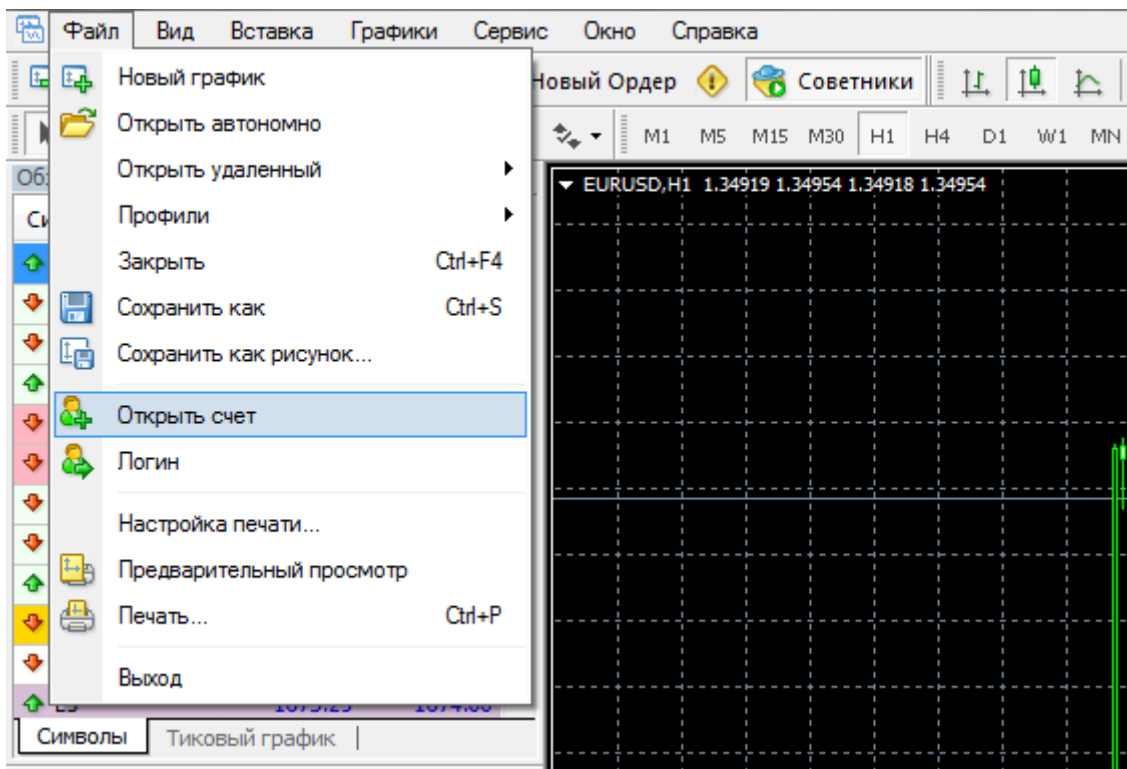 Файл Вид Вставка Графики Сервис Окно Справка
Новый график
Новый Ордер Советники
Открыть автономно
M1 M5 M15 M30 H1 H4 D1 W1 MN
Открыть удаленный
EURUSD,H1 1.34919 1.34954 1.34918 1.34954
Профили
Закрыть Ctrl+F4
Сохранить как Ctrl+S
Сохранить как рисунок...
Открыть счет
Логин
Настройка печати...
Предварительный просмотр
Печать... Ctrl+P
Выход
Символы Тиковый график